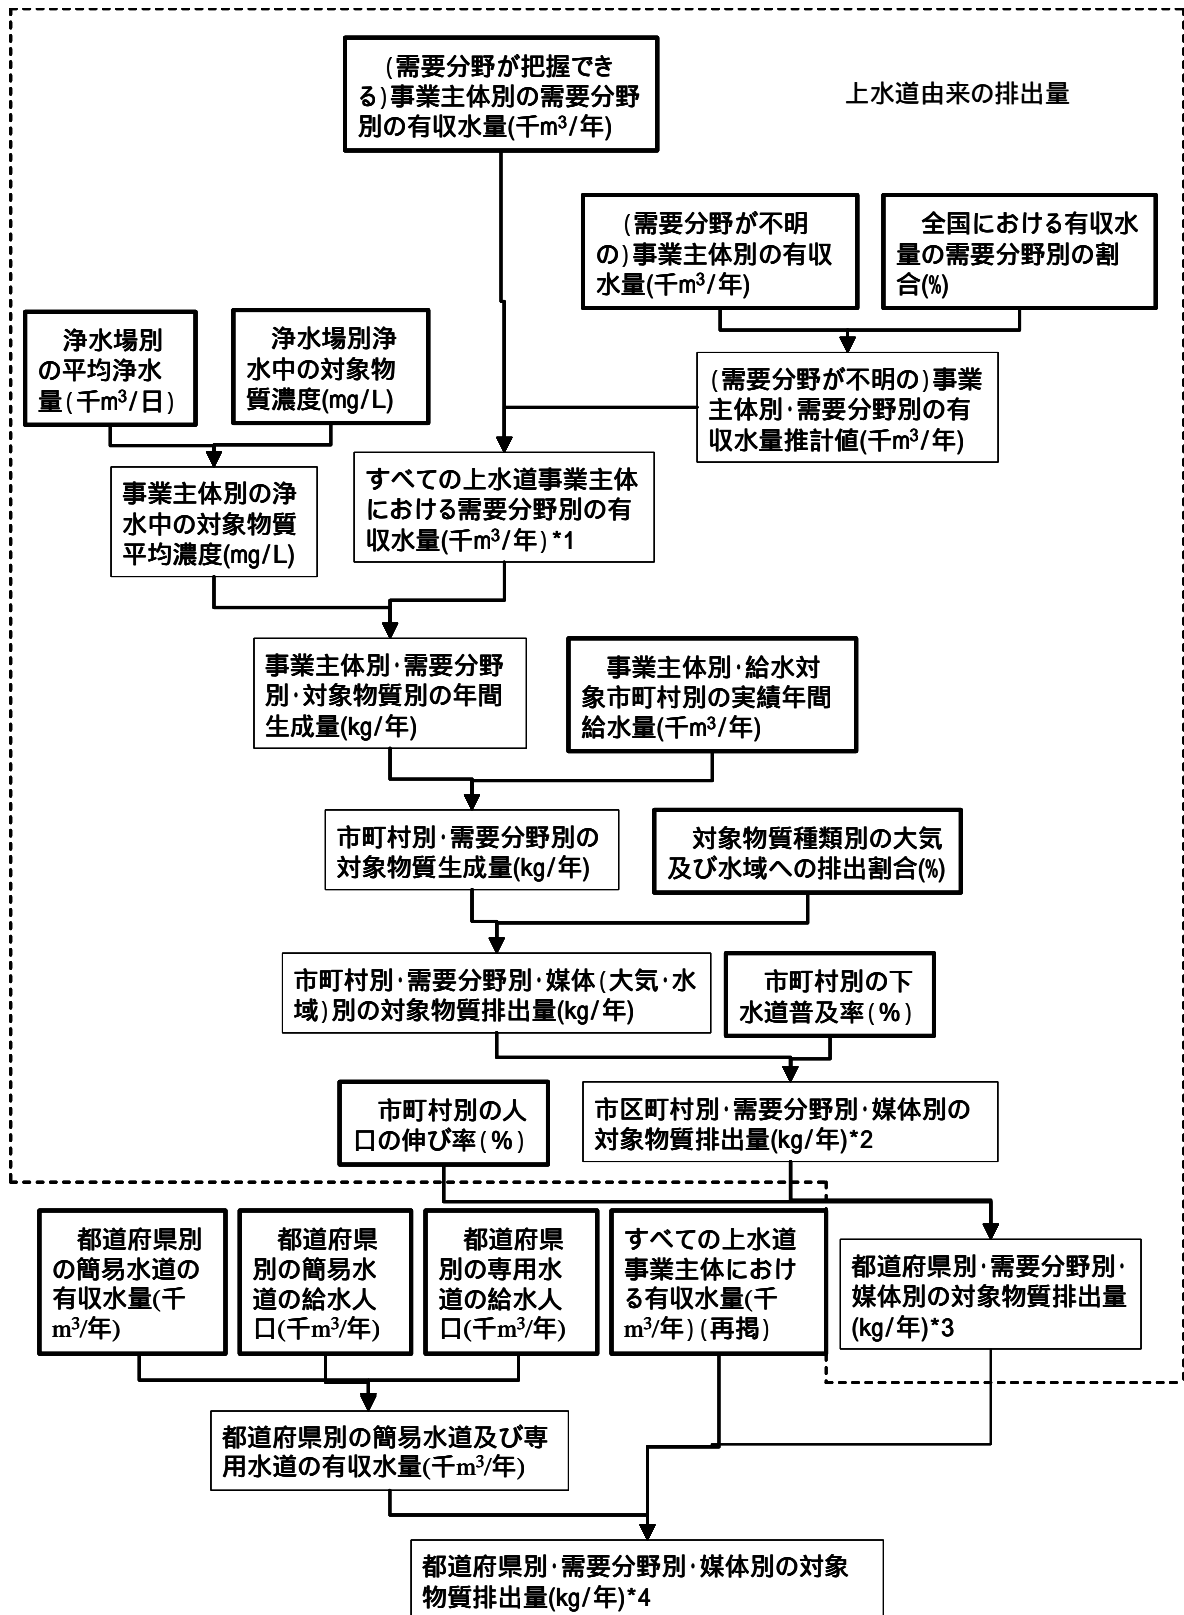 (需要分野が把握でき
る)事業主体別の需要分野
別の有収水量(千m³/年)
上水道由来の排出量
(需要分野が不明
の)事業主体別の有収
水量(千m³/年)
全国における有収水
量の需要分野別の割
合(%)
浄水場別
の平均浄水
量(千m³/日)
浄水場別浄
水中の対象物
質濃度(mg/L)
(需要分野が不明の)事業
主体別・需要分野別の有
収水量推計値(千m³/年)
事業主体別の浄
水中の対象物質
平均濃度(mg/L)
すべての上水道事業主体
における需要分野別の有
収水量(千m³/年)*1
事業主体別・需要分野
別・対象物質別の年間
生成量(kg/年)
事業主体別・給水対
象市町村別の実績年間
給水量(千m³/年)
市町村別・需要分野別の
対象物質生成量(kg/年)
対象物質種類別の大気
及び水域への排出割合(%)
市町村別・需要分野別・媒体(大気・水
域)別の対象物質排出量(kg/年)
市町村別の下
水道普及率(%)
市町村別の人
口の伸び率(%)
市区町村別・需要分野別・媒体別の
対象物質排出量(kg/年)*2
都道府県別
の簡易水道の
有収水量(千
m³/年)
都道府県
別の簡易水
道の給水人
口(千m³/年)
都道府県
別の専用水
道の給水人
口(千m³/年)
すべての上水道
事業主体におけ
る有収水量(千
m³/年)(再掲)
都道府県別・需要分野別・
媒体別の対象物質排出量
(kg/年)*3
都道府県別の簡易水道及び専
用水道の有収水量(千m³/年)
都道府県別・需要分野別・媒体別の対象
物質排出量(kg/年)*4